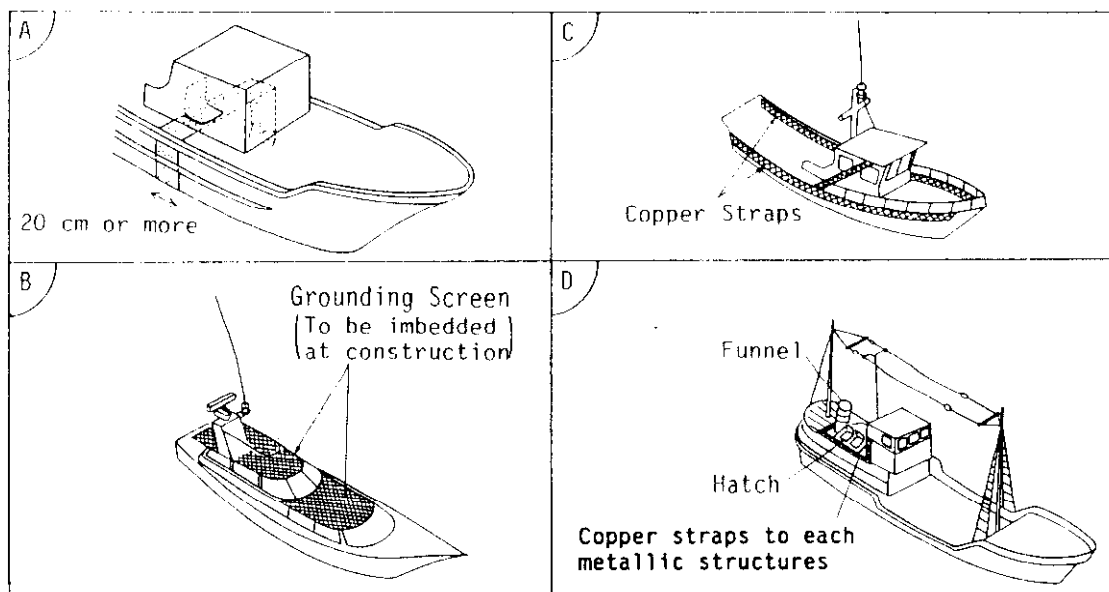 A
20 cm or more
B
Grounding Screen
(To be imbedded
at construction)
C
Copper Straps
D
Funnel
Hatch
Copper straps to each
metallic structures